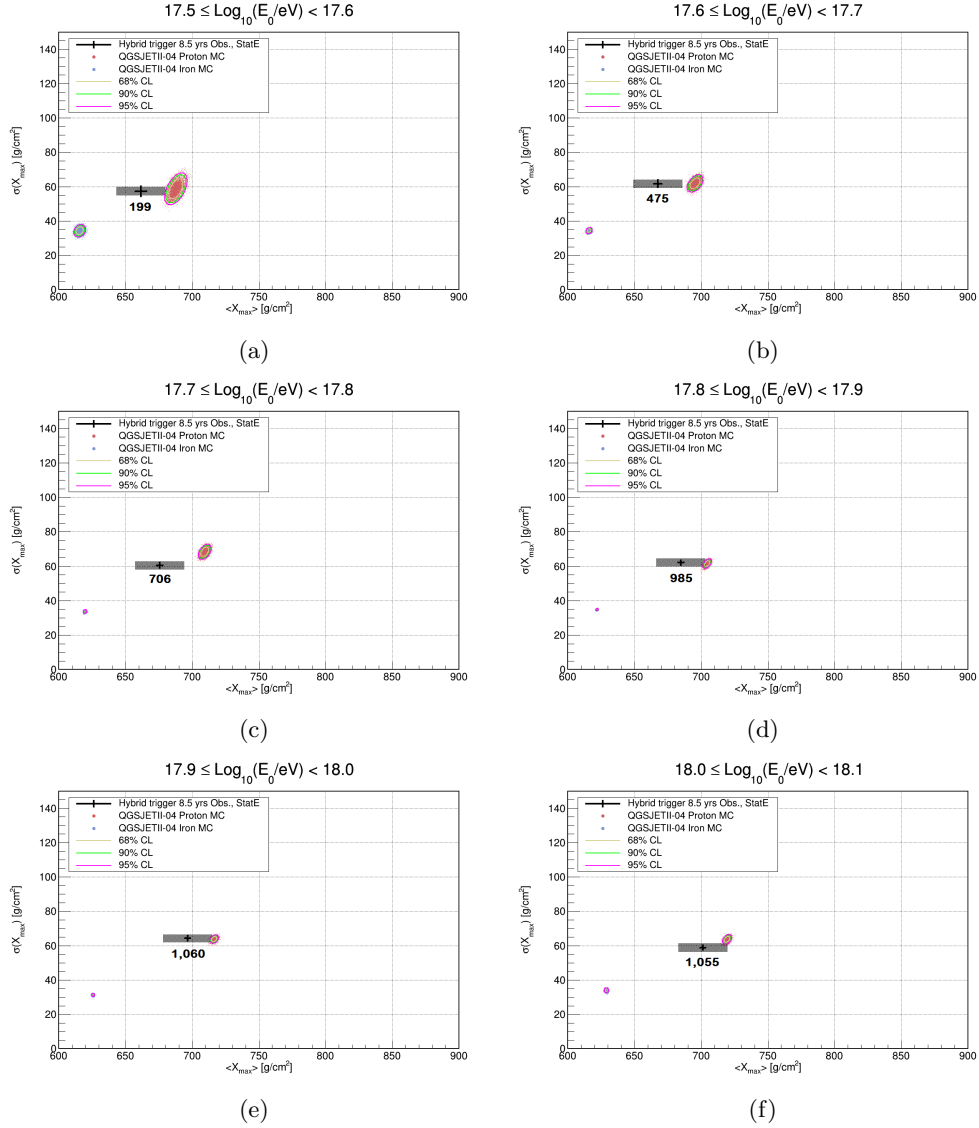 17.5 ≤ Log10(E0/eV) < 17.6
σ(Xmax) [g/cm2]
140
120
100
80
60
40
20
0
Hybrid trigger 8.5 yrs Obs., StatE
QGSJETII-04 Proton MC
QGSJETII-04 Iron MC
68% CL
90% CL
95% CL
199
600 650 700 750 800 850 900
<Xmax> [g/cm2]
(a)
17.6 ≤ Log10(E0/eV) < 17.7
σ(Xmax) [g/cm2]
140
120
100
80
60
40
20
0
Hybrid trigger 8.5 yrs Obs., StatE
QGSJETII-04 Proton MC
QGSJETII-04 Iron MC
68% CL
90% CL
95% CL
475
600 650 700 750 800 850 900
<Xmax> [g/cm2]
(b)
17.7 ≤ Log10(E0/eV) < 17.8
σ(Xmax) [g/cm2]
140
120
100
80
60
40
20
0
Hybrid trigger 8.5 yrs Obs., StatE
QGSJETII-04 Proton MC
QGSJETII-04 Iron MC
68% CL
90% CL
95% CL
706
600 650 700 750 800 850 900
<Xmax> [g/cm2]
(c)
17.8 ≤ Log10(E0/eV) < 17.9
σ(Xmax) [g/cm2]
140
120
100
80
60
40
20
0
Hybrid trigger 8.5 yrs Obs., StatE
QGSJETII-04 Proton MC
QGSJETII-04 Iron MC
68% CL
90% CL
95% CL
985
600 650 700 750 800 850 900
<Xmax> [g/cm2]
(d)
17.9 ≤ Log10(E0/eV) < 18.0
σ(Xmax) [g/cm2]
140
120
100
80
60
40
20
0
Hybrid trigger 8.5 yrs Obs., StatE
QGSJETII-04 Proton MC
QGSJETII-04 Iron MC
68% CL
90% CL
95% CL
1,060
600 650 700 750 800 850 900
<Xmax> [g/cm2]
(e)
18.0 ≤ Log10(E0/eV) < 18.1
σ(Xmax) [g/cm2]
140
120
100
80
60
40
20
0
Hybrid trigger 8.5 yrs Obs., StatE
QGSJETII-04 Proton MC
QGSJETII-04 Iron MC
68% CL
90% CL
95% CL
1,055
600 650 700 750 800 850 900
<Xmax> [g/cm2]
(f)